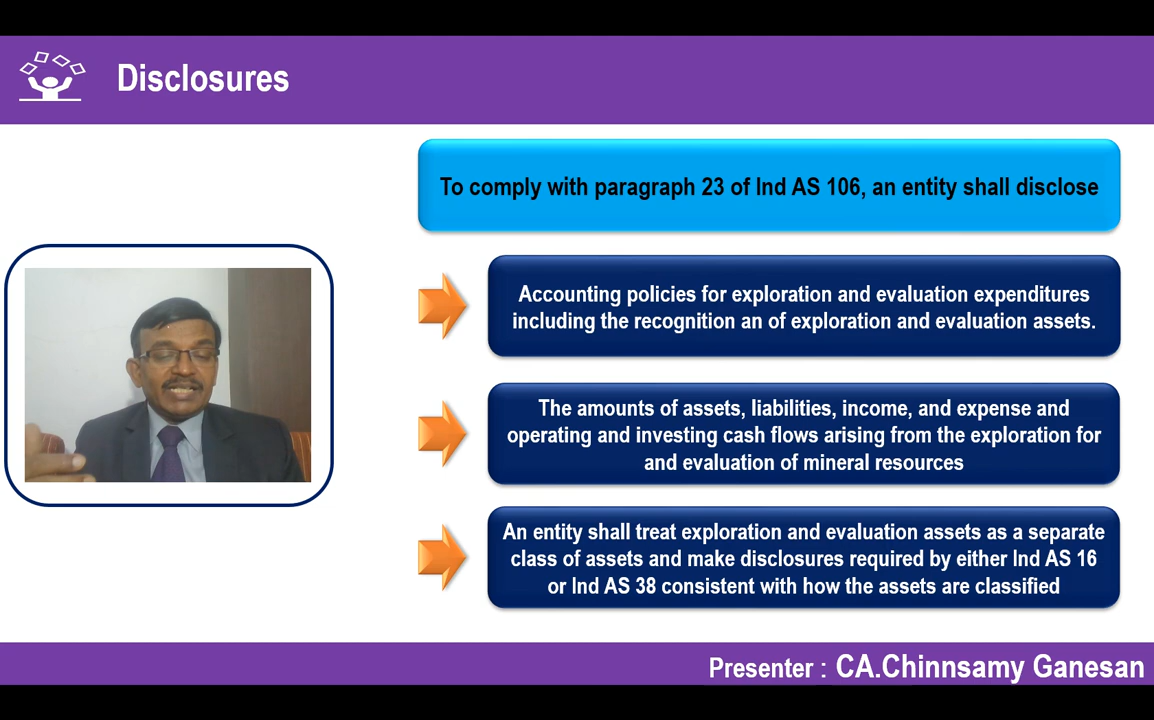 Disclosures
To comply with paragraph 23 of Ind AS 106, an entity shall disclose
Accounting policies for exploration and evaluation expenditures
including the recognition an of exploration and evaluation assets.
The amounts of assets, liabilities, income, and expense and
operating and investing cash flows arising from the exploration for
and evaluation of mineral resources
An entity shall treat exploration and evaluation assets as a separate
class of assets and make disclosures required by either Ind AS 16
or Ind AS 38 consistent with how the assets are classified
Presenter : CA.Chinnsamy Ganesan